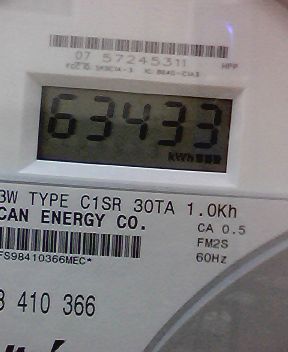 07 57245311
HPP
63433
kWh
3W TYPE C1SR 30TA 1.0Kh
CAN ENERGY CO.
CA 0.5
FM2S
60Hz
FS98410366MEC*
410 366